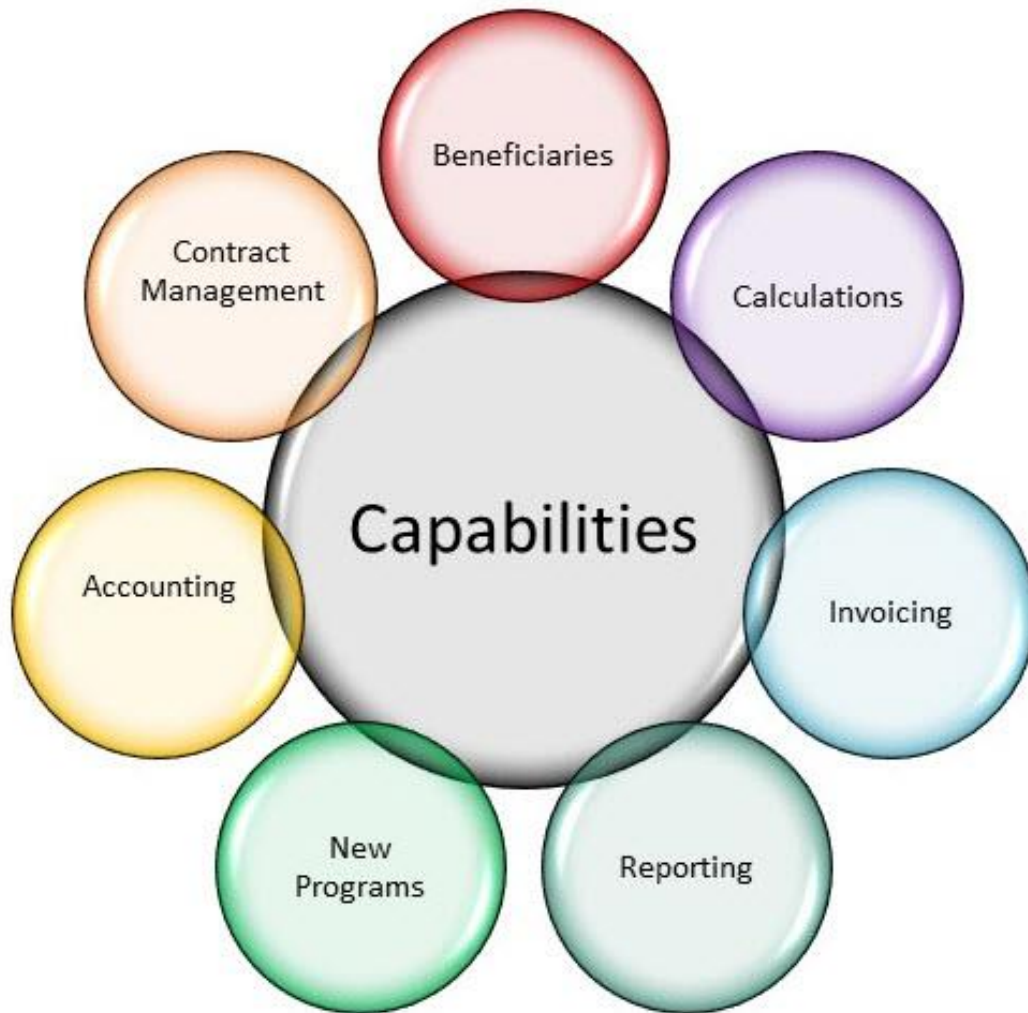 Beneficiaries
Calculations
Invoicing
Reporting
New
Programs
Accounting
Contract
Management
Capabilities